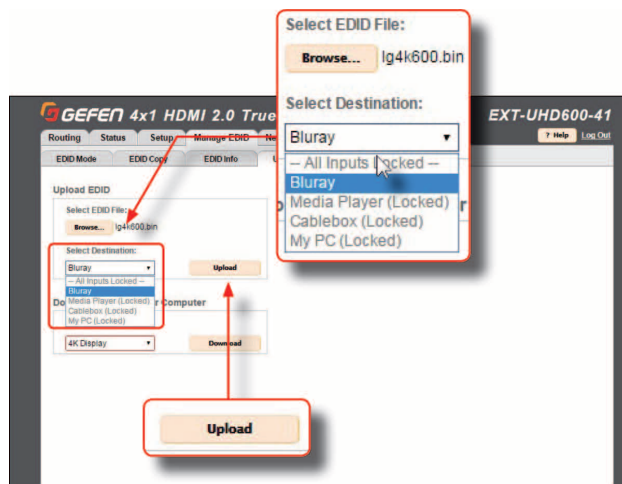 Select EDID File:
Browse... lg4k600.bin
Select Destination:
Bluray
-- All Inputs Locked --
Bluray
Media Player (Locked)
Cablebox (Locked)
My PC (Locked)
GEFEN 4x1 HDMI 2.0 True
EXT-UHD600-41
Routing Status Setup Manage EDID
? Help Log Out
EDID Mode EDID Copy EDID Info
Upload EDID
Select EDID File:
Browse... lg4k600.bin
Select Destination:
Bluray Upload
-- All Inputs Locked --
Bluray
Media Player (Locked)
Cablebox (Locked)
My PC (Locked)
4K Display Download
Upload